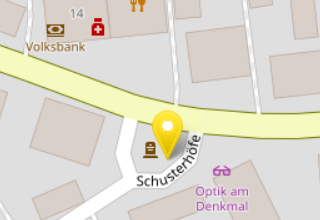 14
Volksbank
Schusterhöfe
Optik am
Denkmal